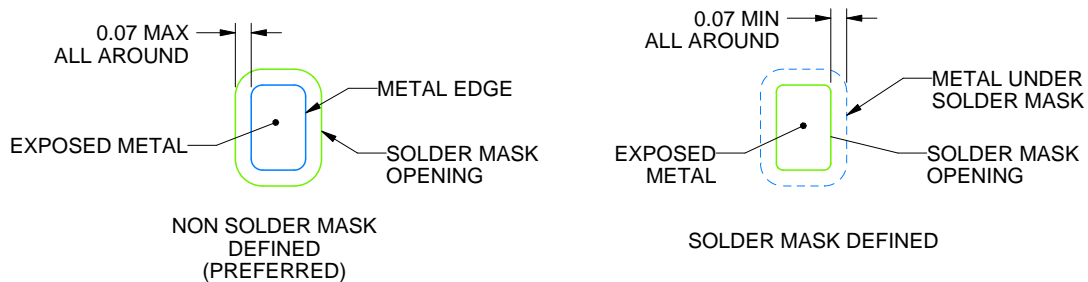 0.07 MAX
ALL AROUND
METAL EDGE
EXPOSED METAL
SOLDER MASK
OPENING
NON SOLDER MASK
DEFINED
(PREFERRED)
0.07 MIN
ALL AROUND
METAL UNDER
SOLDER MASK
EXPOSED
METAL
SOLDER MASK
OPENING
SOLDER MASK DEFINED